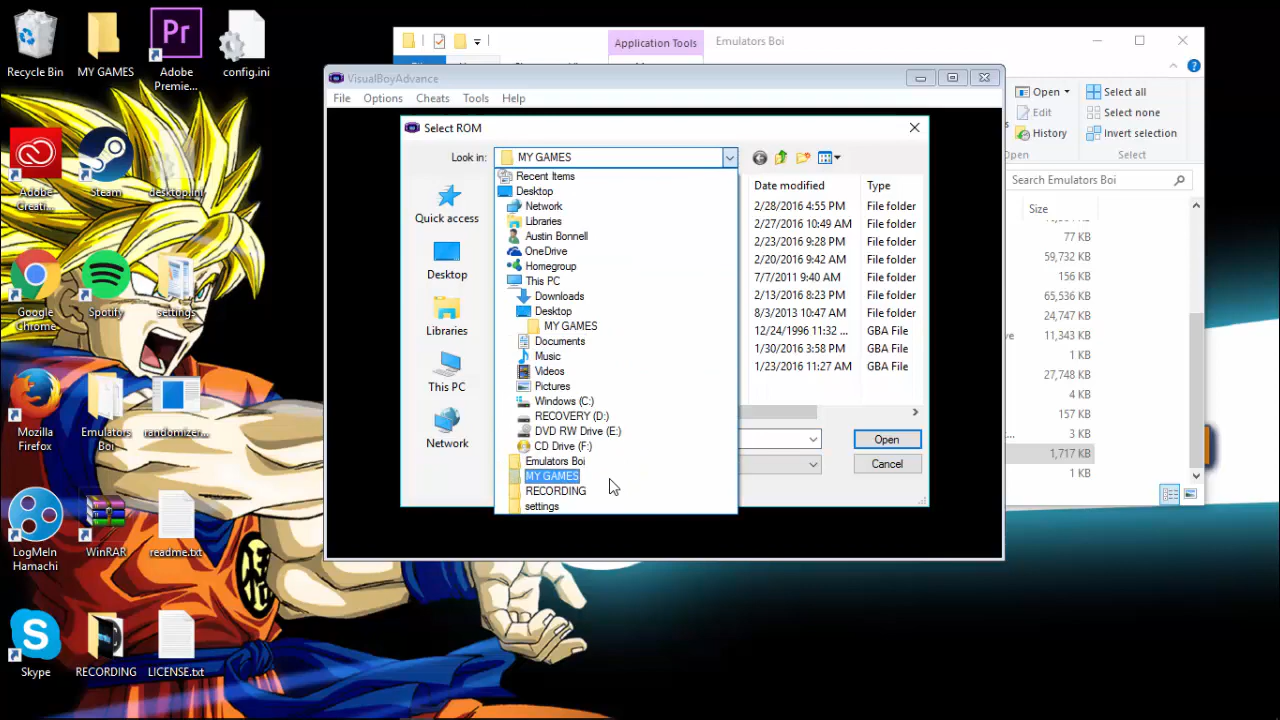 Recycle Bin
MY GAMES
Adobe
Premie...
config.ini
Adobe
Creati...
Steam
desktop.ini
Google
Chrome
Spotify
settings
Mozilla
Firefox
Emulators
Boi
randomizer...
LogMeIn
Hamachi
WinRAR
readme.txt
Skype
RECORDING
LICENSE.txt
Application Tools
Emulators Boi
Open
Edit
History
Open
Select all
Select none
Invert selection
Select
Search Emulators Boi
Size
77 KB
59,732 KB
156 KB
65,536 KB
24,747 KB
11,343 KB
1 KB
27,748 KB
4 KB
157 KB
3 KB
1,717 KB
1 KB
VisualBoyAdvance
File Options Cheats Tools Help
Select ROM
Look in: MY GAMES
Quick access
Desktop
Libraries
This PC
Network
Recent Items
Desktop
Network
Libraries
Austin Bonnell
OneDrive
Homegroup
This PC
Downloads
Desktop
MY GAMES
Documents
Music
Videos
Pictures
Windows (C:)
RECOVERY (D:)
DVD RW Drive (E:)
CD Drive (F:)
Emulators Boi
MY GAMES
RECORDING
settings
Date modified Type
2/28/2016 4:55 PM File folder
2/27/2016 10:49 AM File folder
2/23/2016 9:28 PM File folder
2/20/2016 9:42 AM File folder
7/7/2011 9:40 AM File folder
2/13/2016 8:23 PM File folder
8/3/2013 10:47 AM File folder
12/24/1996 11:32 ... GBA File
1/30/2016 3:58 PM GBA File
1/23/2016 11:27 AM GBA File
Open
Cancel